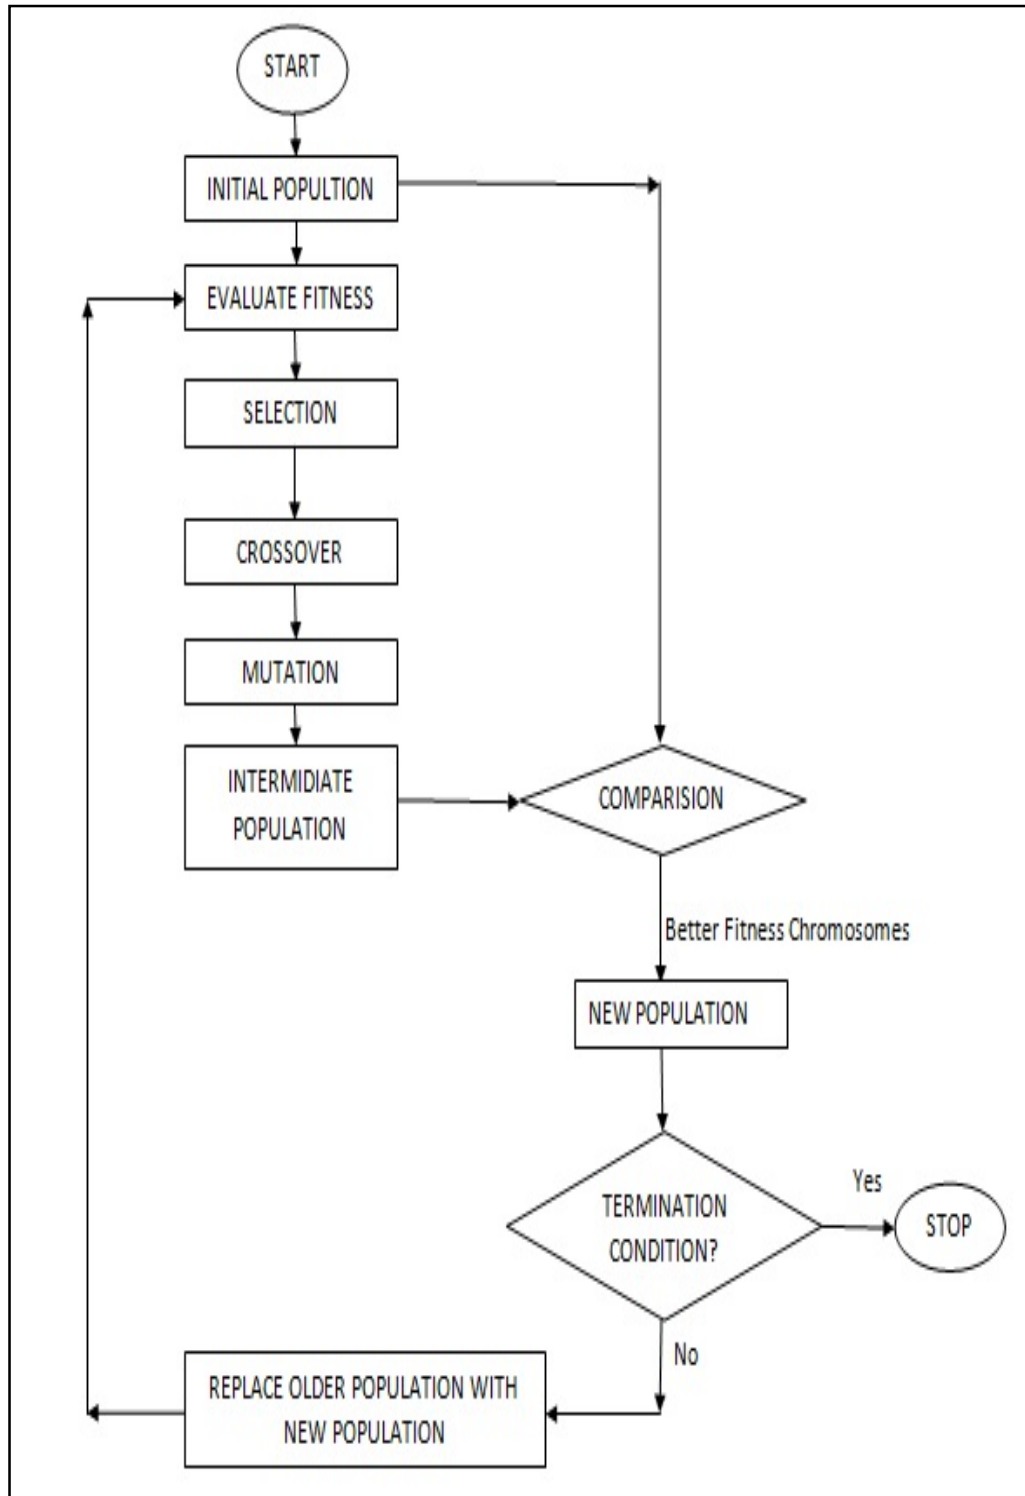 START
INITIAL POPULTION
EVALUATE FITNESS
SELECTION
CROSSOVER
MUTATION
INTERMIDIATE
POPULATION
COMPARISION
Better Fitness Chromosomes
NEW POPULATION
TERMINATION
CONDITION?
Yes
STOP
No
REPLACE OLDER POPULATION WITH
NEW POPULATION